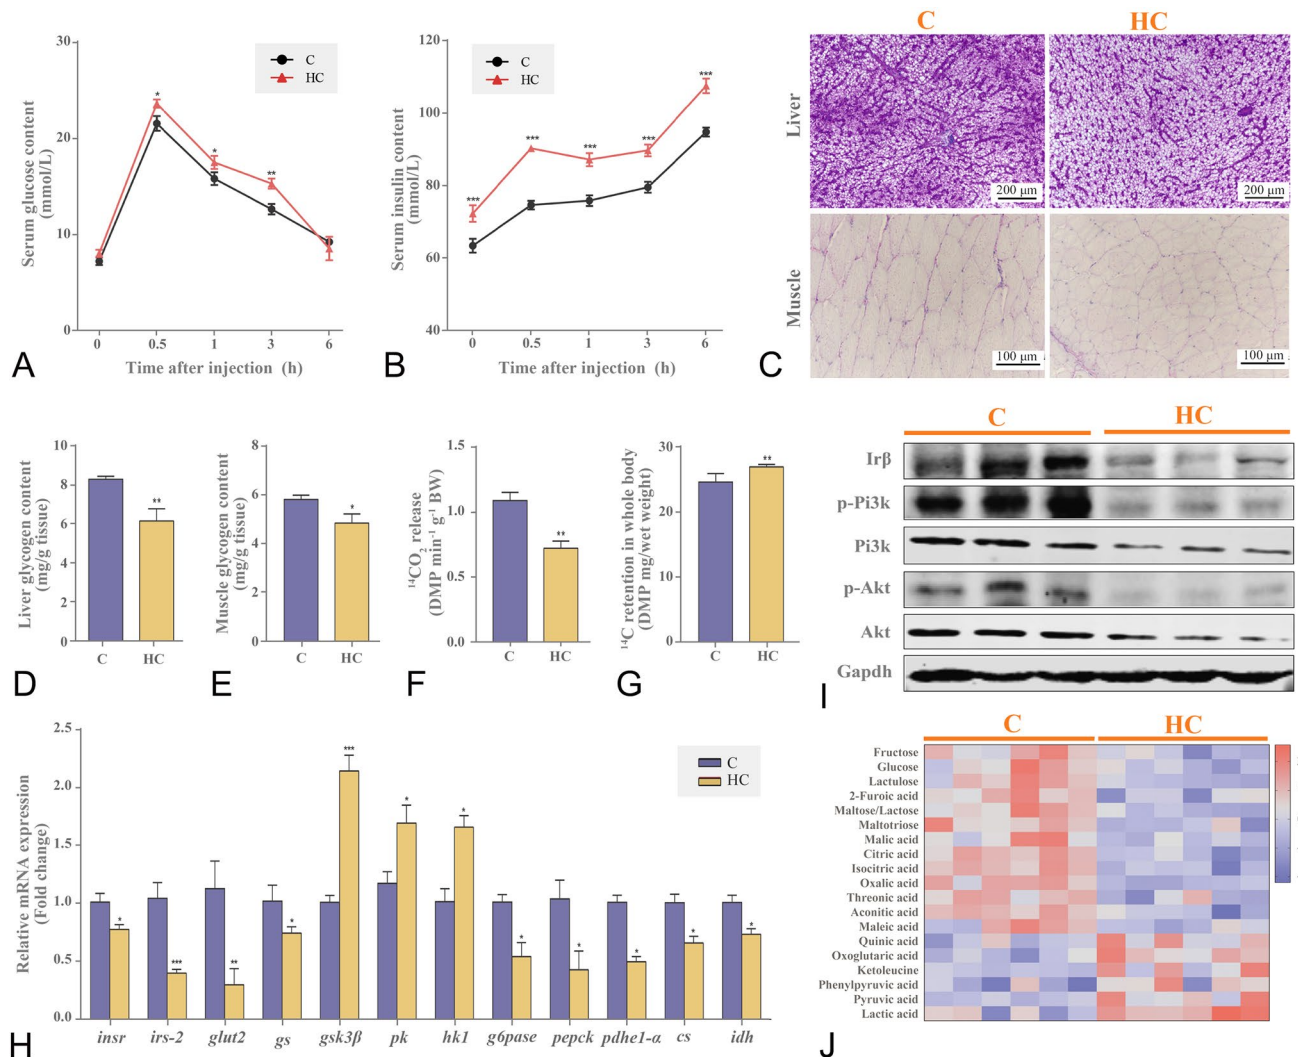 30
20
10
0
Serum glucose content
(mmol/L)
C
HC
*
*
**
0 0.5 1 3 6
Time after injection (h)
A
120
100
80
60
40
Serum insulin content
(mmol/L)
C
HC
***
***
***
***
***
0 0.5 1 3 6
Time after injection (h)
B
C HC
Liver
Muscle
200 μm
200 μm
100 μm
100 μm
C
10
8
6
4
2
0
Liver glycogen content
(mg/g tissue)
**
C HC
D
8
6
4
2
0
Muscle glycogen content
(mg/g tissue)
*
C HC
E
1.5
1.0
0.5
0.0
¹⁴CO₂ release
(DMP min⁻¹ g⁻¹ BW)
**
C HC
F
30
20
10
0
¹⁴C retention in whole body
(DMP mg/wet weight)
**
C HC
G
C HC
Irβ
p-Pi3k
Pi3k
p-Akt
Akt
Gapdh
I
2.5
2.0
1.5
1.0
0.5
0.0
Relative mRNA expression
(Fold change)
C
HC
* *** ** * *** * * * * * * *
insr irs-2 glut2 gs gsk3β pk hk1 g6pase pepck pdhe1-α cs idh
H
C HC
Fructose
Glucose
Lactulose
2-Furoic acid
Maltose/Lactose
Maltotriose
Malic acid
Citric acid
Isocitric acid
Oxalic acid
Threonic acid
Aconitic acid
Maleic acid
Quinic acid
Oxoglutaric acid
Ketoleucine
Phenylpyruvic acid
Pyruvic acid
Lactic acid
J